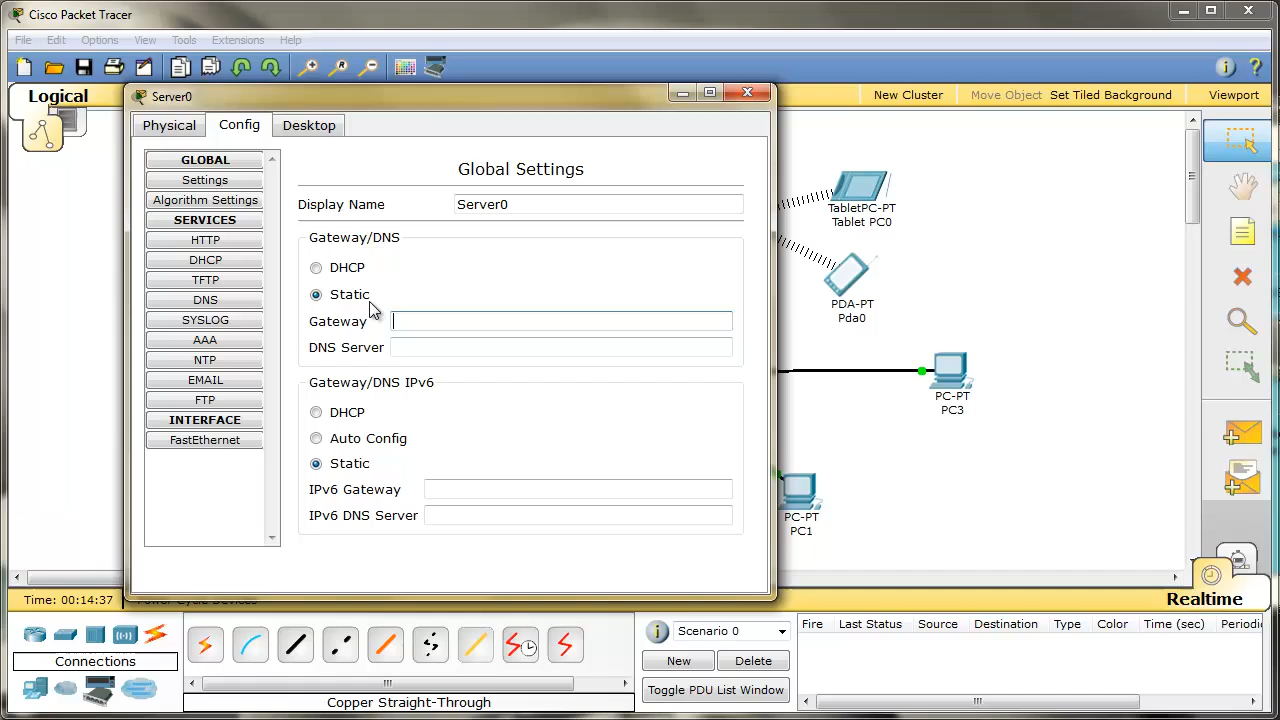 Cisco Packet Tracer
File Edit Options View Tools Extensions Help
Logical
New Cluster
Move Object
Set Tiled Background
Viewport
Server0
Physical
Config
Desktop
GLOBAL
Settings
Algorithm Settings
SERVICES
HTTP
DHCP
TFTP
DNS
SYSLOG
AAA
NTP
EMAIL
FTP
INTERFACE
FastEthernet
Global Settings
Display Name
Server0
Gateway/DNS
DHCP
Static
Gateway
DNS Server
Gateway/DNS IPv6
DHCP
Auto Config
Static
IPv6 Gateway
IPv6 DNS Server
TabletPC-PT
Tablet PC0
PDA-PT
Pda0
PC-PT
PC3
PC-PT
PC1
Time: 00:14:37
Power Cycle Devices
Realtime
Connections
Copper Straight-Through
Scenario 0
New
Delete
Toggle PDU List Window
Fire Last Status Source Destination Type Color Time (sec) Periodic